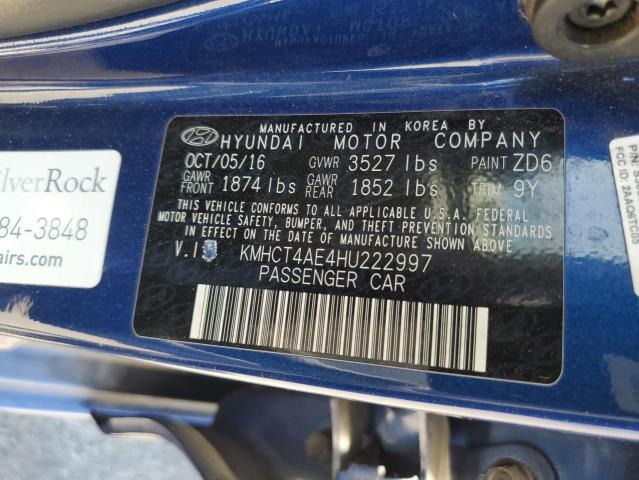 MANUFACTURED IN KOREA BY
HYUNDAI MOTOR COMPANY
OCT/05/16 GVWR 3527 lbs PAINT ZD6
GAWR FRONT 1874 lbs GAWR REAR 1852 lbs TRIM 9Y
THIS VEHICLE CONFORMS TO ALL APPLICABLE U.S.A. FEDERAL
MOTOR VEHICLE SAFETY, BUMPER, AND THEFT PREVENTION STANDARDS
IN EFFECT ON THE DATE OF MANUFACTURE SHOWN ABOVE.
V.I KMHCT4AE4HU222997
PASSENGER CAR
SilverRock
84-3848
airs.com